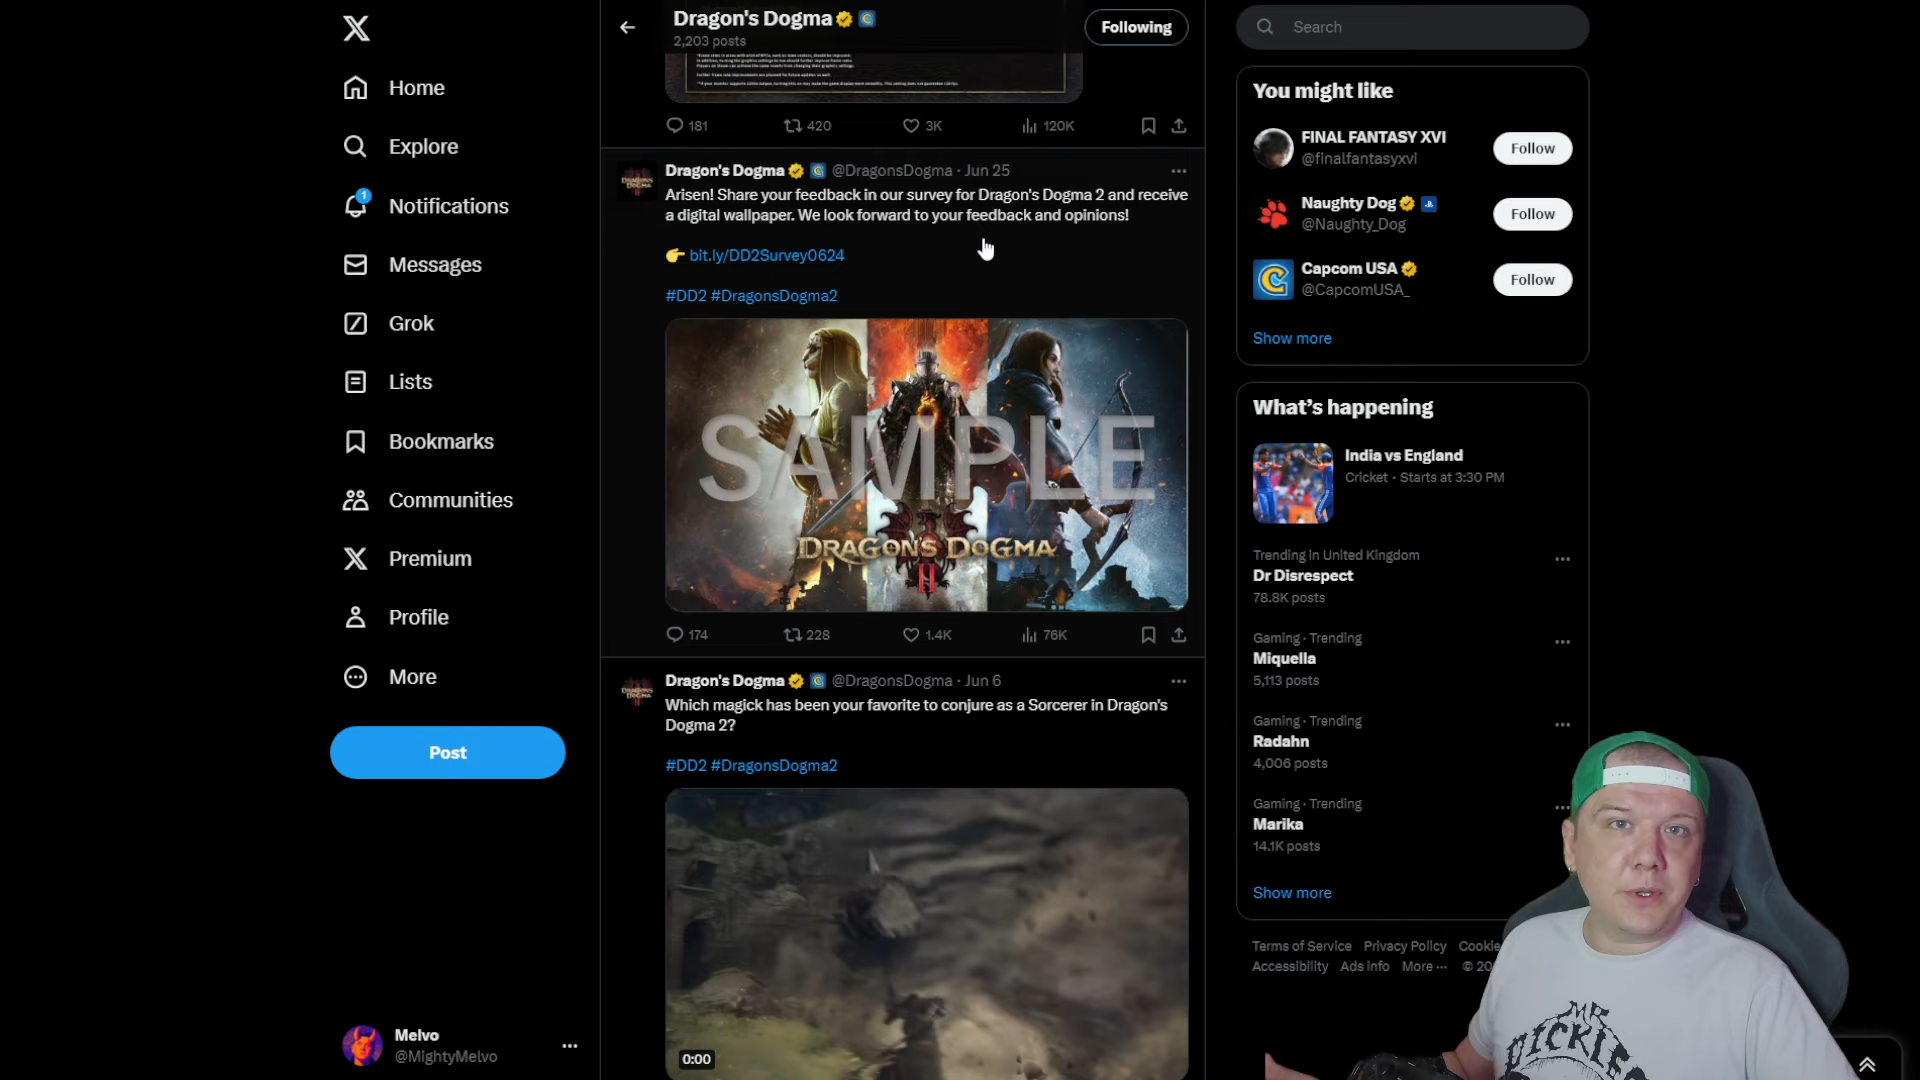 Home
Explore
1
Notifications
Messages
Grok
Lists
Bookmarks
Communities
Premium
Profile
More
Post
Melvo
@MightyMelvo
Dragon's Dogma
2,203 posts
Following
181 420 3K 120K
Dragon's Dogma @DragonsDogma · Jun 25
Arisen! Share your feedback in our survey for Dragon's Dogma 2 and receive
a digital wallpaper. We look forward to your feedback and opinions!
bit.ly/DD2Survey0624
#DD2 #DragonsDogma2
SAMPLE
DRAGON'S DOGMA
II
174 228 1.4K 76K
Dragon's Dogma @DragonsDogma · Jun 6
Which magick has been your favorite to conjure as a Sorcerer in Dragon's
Dogma 2?
#DD2 #DragonsDogma2
0:00
Search
You might like
FINAL FANTASY XVI
@finalfantasyxvi
Follow
Naughty Dog
@Naughty_Dog
Follow
Capcom USA
@CapcomUSA_
Follow
Show more
What's happening
India vs England
Cricket · Starts at 3:30 PM
Trending in United Kingdom
Dr Disrespect
78.8K posts
Gaming · Trending
Miquella
5,113 posts
Gaming · Trending
Radahn
4,006 posts
Gaming · Trending
Marika
14.1K posts
Show more
Terms of Service Privacy Policy Cookie
Accessibility Ads info More ··· © 20
MR
PICKLE